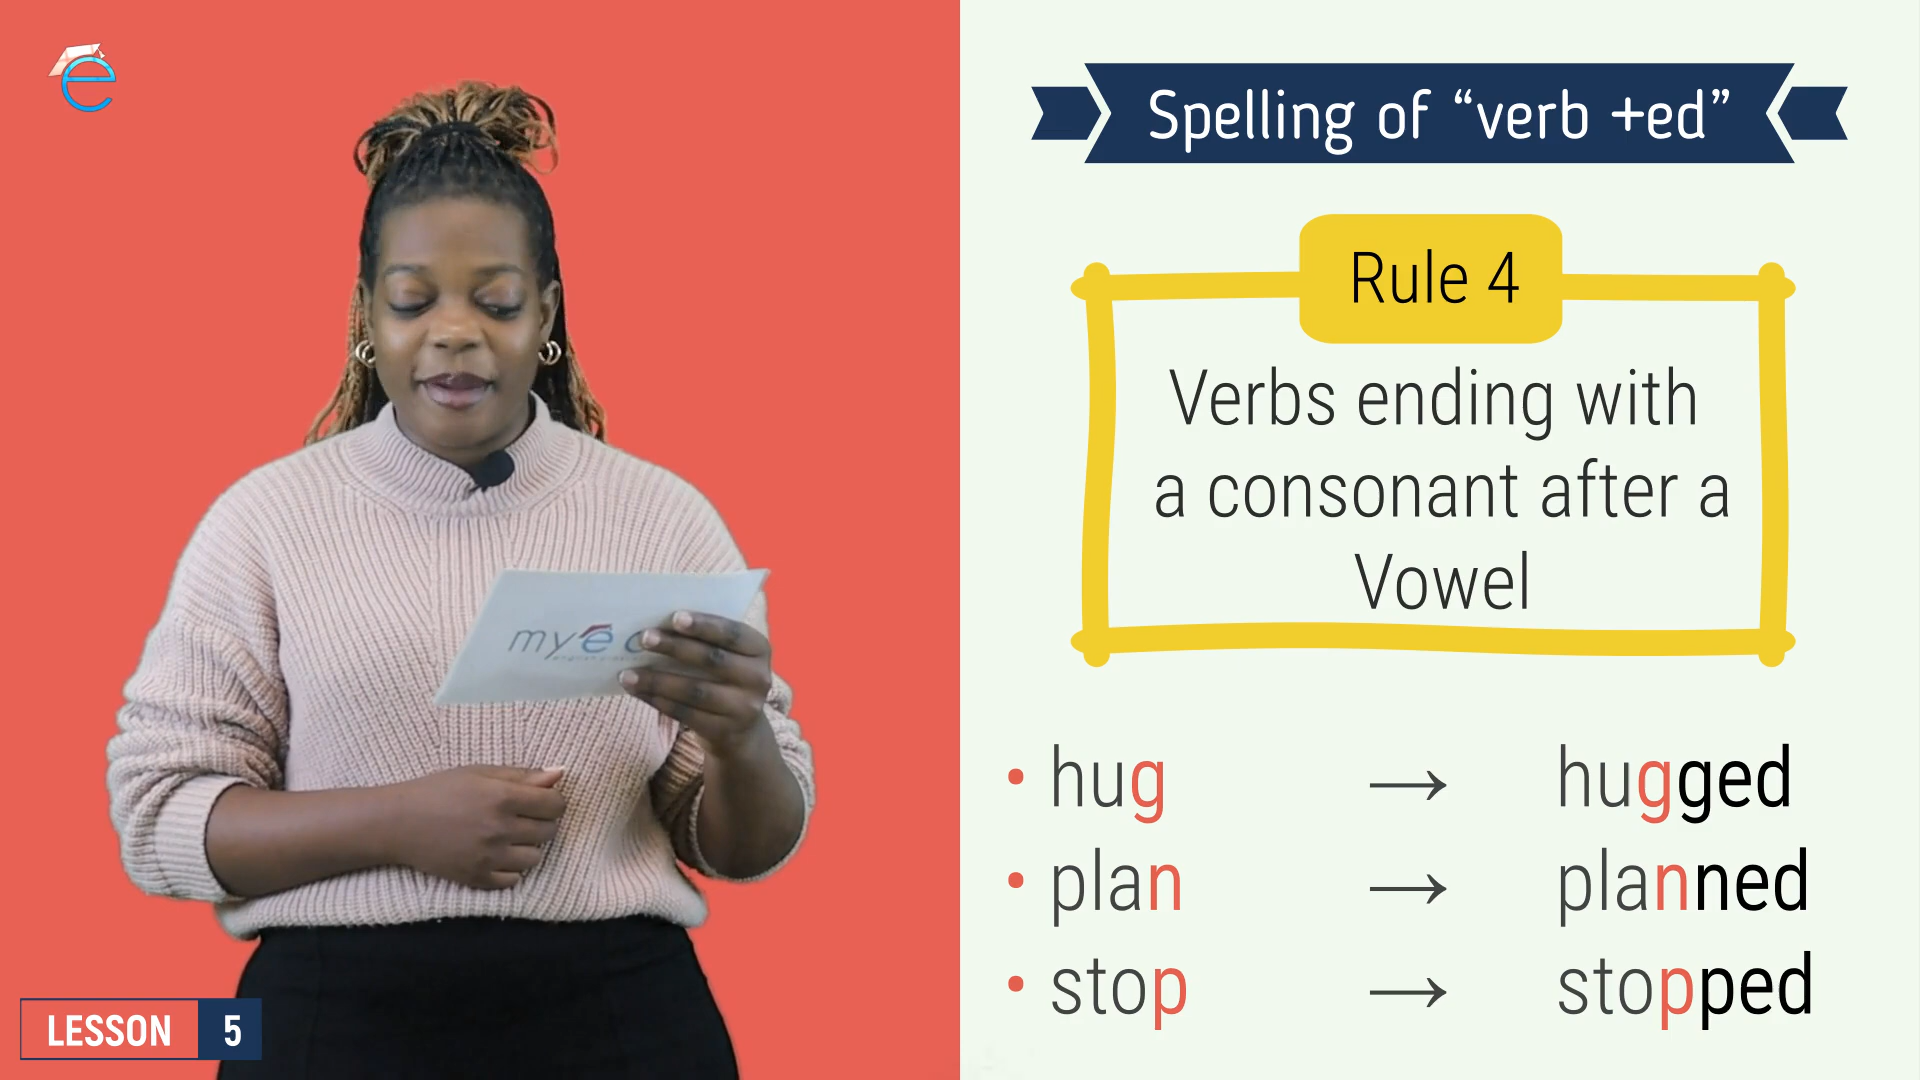 Spelling of “verb +ed”
Rule 4
Verbs ending with
a consonant after a
Vowel
• hug → hugged
• plan → planned
• stop → stopped
my e
LESSON 5